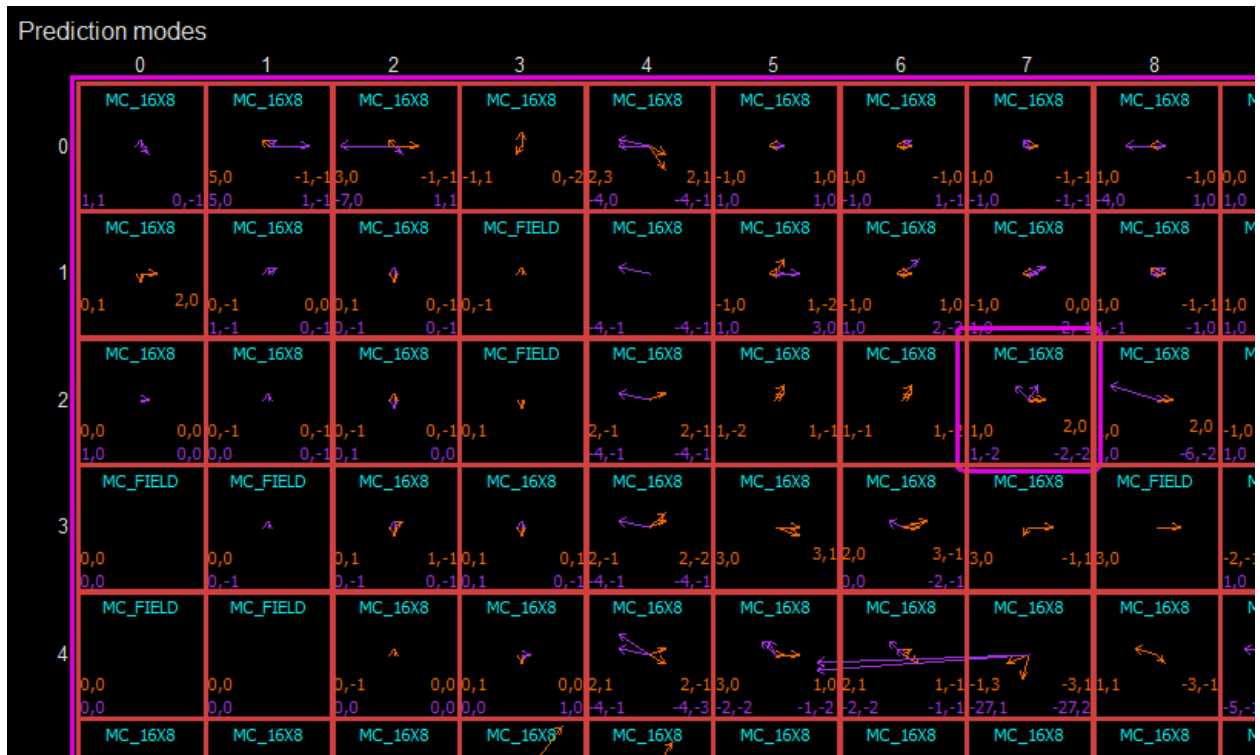 Prediction modes
0 1 2 3 4 5 6 7 8
MC_16X8 MC_16X8 MC_16X8 MC_16X8 MC_16X8 MC_16X8 MC_16X8 MC_16X8 MC_16X8
0
5,0 -1,-1 3,0 -1,-1 -1,1 0,-2 2,3 2,1 -1,0 1,0 1,0 -1,0 1,0 -1,-1 1,0 -1,0 0,0
1,1 0,-1 5,0 1,-1 -7,0 1,1 -4,0 -4,-1 1,0 1,0 -1,0 1,-1 -1,0 -1,-1 -4,0 1,0 1,0
MC_16X8 MC_16X8 MC_16X8 MC_FIELD MC_16X8 MC_16X8 MC_16X8 MC_16X8 MC_16X8
1
0,1 2,0 0,-1 0,0 0,1 0,-1 0,-1 -1,0 1,-2 -1,0 1,0 -1,0 0,0 1,0 -1,-1 1,0
1,-1 0,-1 0,-1 0,-1 -4,-1 -4,-1 1,0 3,0 1,0 2,-2 1,0 2,-1 1,-1 -1,0 1,0
MC_16X8 MC_16X8 MC_16X8 MC_FIELD MC_16X8 MC_16X8 MC_16X8 MC_16X8 MC_16X8
2
0,0 0,0 0,-1 0,-1 0,-1 0,-1 0,1 2,-1 2,-1 1,-2 1,-1 1,-1 1,-2 1,0 2,0 2,0 -1,0
1,0 0,0 0,0 0,-1 0,1 0,0 -4,-1 -4,-1 1,-2 -2,-2 -6,-2 1,0
MC_FIELD MC_FIELD MC_16X8 MC_16X8 MC_16X8 MC_16X8 MC_16X8 MC_16X8 MC_FIELD
3
0,0 0,0 0,1 1,-1 0,1 0,1 2,-1 2,-2 3,0 3,1 2,0 3,-1 3,0 -1,1 3,0 -2,-1
0,0 0,-1 0,-1 0,-1 0,1 0,-1 -4,-1 -4,-1 0,0 -2,-1 1,0
MC_FIELD MC_FIELD MC_16X8 MC_16X8 MC_16X8 MC_16X8 MC_16X8 MC_16X8 MC_16X8
4
0,0 0,0 0,-1 0,0 0,1 0,0 2,1 2,-1 3,0 1,0 2,1 1,-1 -1,3 -3,1 1,1 -3,-1
0,0 0,0 0,0 0,0 0,0 1,0 -4,-1 -4,-3 -2,-2 -1,-2 -2,-2 -1,-1 -27,1 -27,2 -5,-1
MC_16X8 MC_16X8 MC_16X8 MC_16X8 MC_16X8 MC_16X8 MC_16X8 MC_16X8 MC_16X8